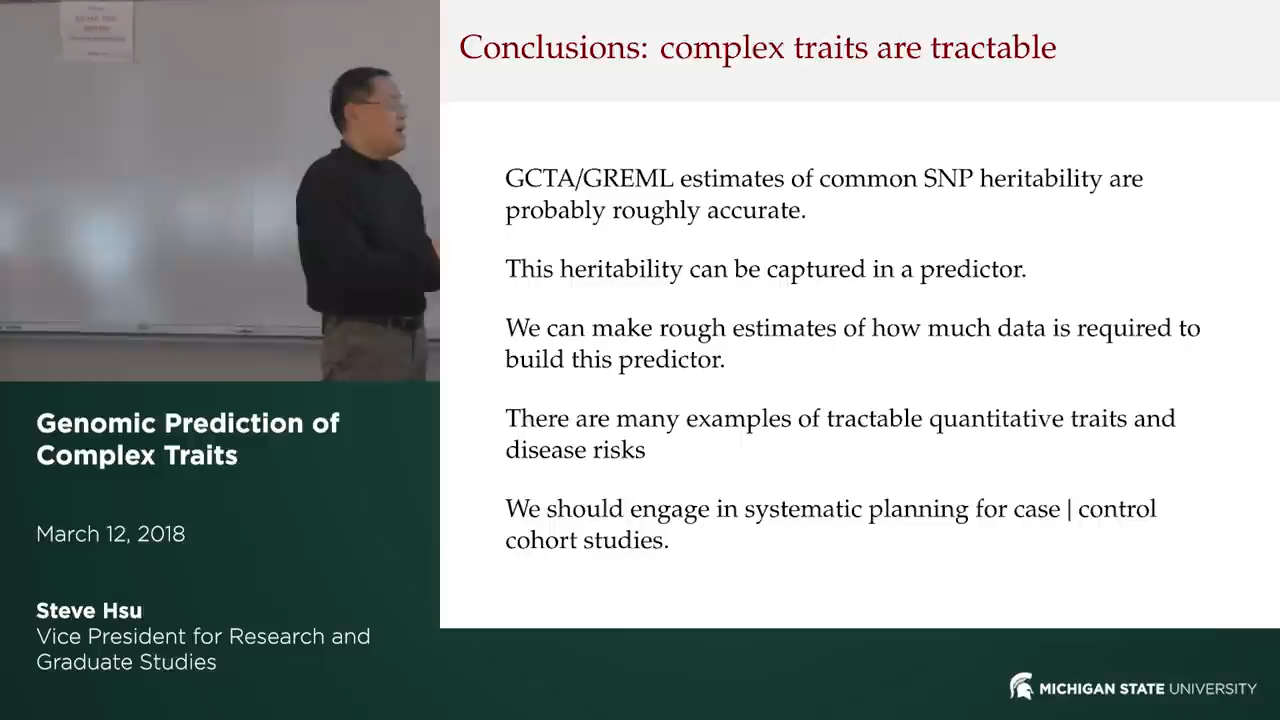 Conclusions: complex traits are tractable
GCTA/GREML estimates of common SNP heritability are
probably roughly accurate.
This heritability can be captured in a predictor.
We can make rough estimates of how much data is required to
build this predictor.
There are many examples of tractable quantitative traits and
disease risks
We should engage in systematic planning for case | control
cohort studies.
Genomic Prediction of
Complex Traits
March 12, 2018
Steve Hsu
Vice President for Research and
Graduate Studies
MICHIGAN STATE UNIVERSITY